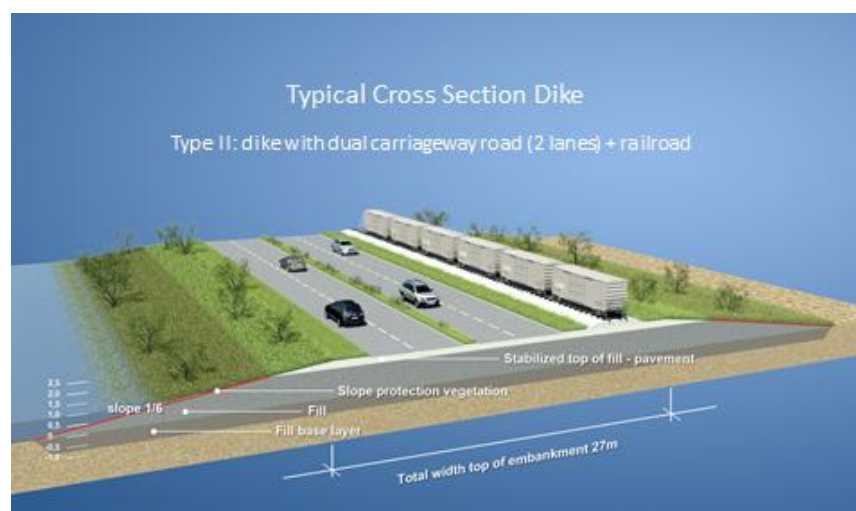 Typical Cross Section Dike
Type II: dike with dual carriageway road (2 lanes) + railroad
Stabilized top of fill - pavement
Slope protection vegetation
slope 1/6
Fill
Fill base layer
2,5
2,0
1,5
1,0
0,5
0
-0,5
-1,0
Total width top of embankment 27m